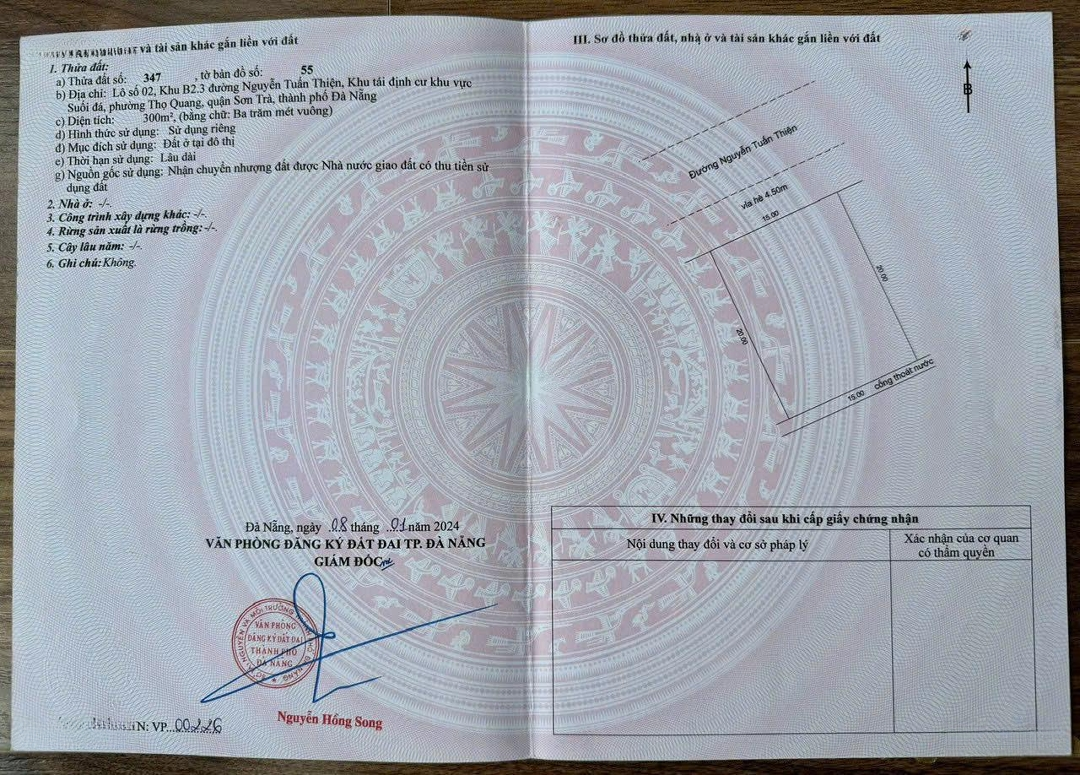 và tài sản khác gắn liền với đất
1. Thửa đất:
a) Thửa đất số: 347 , tờ bản đồ số: 55
b) Địa chỉ: Lô số 02, Khu B2.3 đường Nguyễn Tuấn Thiện, Khu tái định cư khu vực
Suối đá, phường Thọ Quang, quận Sơn Trà, thành phố Đà Nẵng
c) Diện tích: 300m², (bằng chữ: Ba trăm mét vuông)
d) Hình thức sử dụng: Sử dụng riêng
đ) Mục đích sử dụng: Đất ở tại đô thị
e) Thời hạn sử dụng: Lâu dài
g) Nguồn gốc sử dụng: Nhận chuyển nhượng đất được Nhà nước giao đất có thu tiền sử
dụng đất
2. Nhà ở: -/-.
3. Công trình xây dựng khác: -/-.
4. Rừng sản xuất là rừng trồng: -/-.
5. Cây lâu năm: -/-.
6. Ghi chú: Không.
Đà Nẵng, ngày 08 tháng 01 năm 2024
VĂN PHÒNG ĐĂNG KÝ ĐẤT ĐAI TP. ĐÀ NẴNG
GIÁM ĐỐC
VĂN PHÒNG
ĐĂNG KÝ ĐẤT ĐAI
THÀNH PHỐ
ĐÀ NẴNG
Nguyễn Hồng Song
N: VP...00226
III. Sơ đồ thửa đất, nhà ở và tài sản khác gắn liền với đất
B
Đường Nguyễn Tuấn Thiện
vỉa hè 4.50m
15.00
20.00
20.00
15.00
cống thoát nước
IV. Những thay đổi sau khi cấp giấy chứng nhận
Nội dung thay đổi và cơ sở pháp lý
Xác nhận của cơ quan
có thẩm quyền